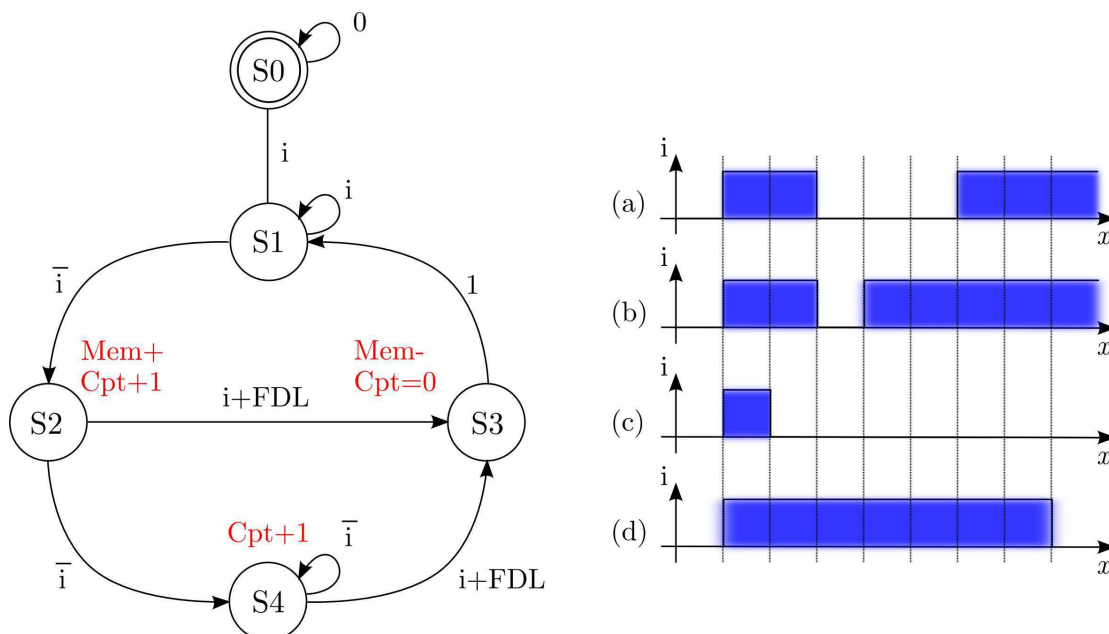 0
S0
i
i
S1
i̅
1
Mem+
Cpt+1
Mem-
Cpt=0
i+FDL
S2
S3
Cpt+1
i̅
i̅
i+FDL
S4
i
(a)
x
i
(b)
x
i
(c)
x
i
(d)
x